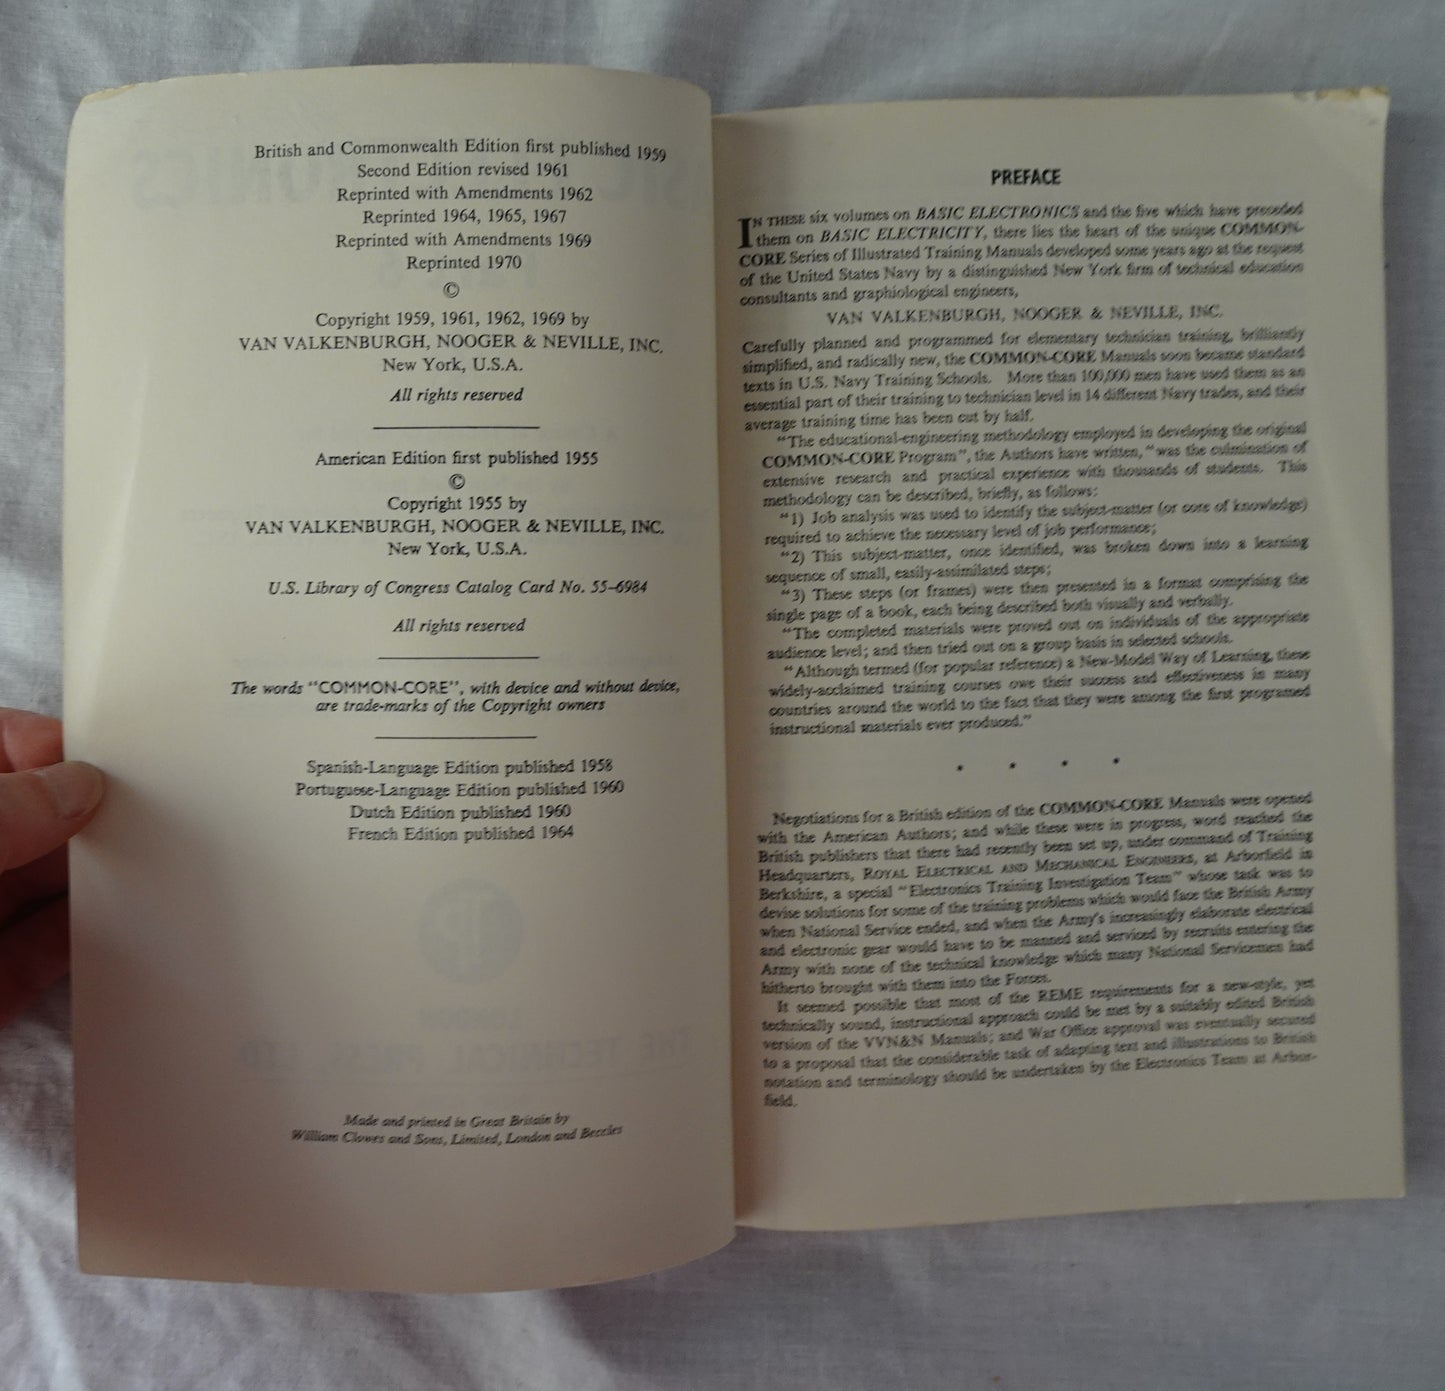 British and Commonwealth Edition first published 1959
Second Edition revised 1961
Reprinted with Amendments 1962
Reprinted 1964, 1965, 1967
Reprinted with Amendments 1969
Reprinted 1970
©
Copyright 1959, 1961, 1962, 1969 by
VAN VALKENBURGH, NOOGER & NEVILLE, INC.
New York, U.S.A.
All rights reserved
American Edition first published 1955
©
Copyright 1955 by
VAN VALKENBURGH, NOOGER & NEVILLE, INC.
New York, U.S.A.
U.S. Library of Congress Catalog Card No. 55–6984
All rights reserved
The words "COMMON-CORE", with device and without device,
are trade-marks of the Copyright owners
Spanish-Language Edition published 1958
Portuguese-Language Edition published 1960
Dutch Edition published 1960
French Edition published 1964
Made and printed in Great Britain by
William Clowes and Sons, Limited, London and Beccles
PREFACE
IN THESE six volumes on BASIC ELECTRONICS and the five which have preceded
them on BASIC ELECTRICITY, there lies the heart of the unique COMMON-
CORE Series of Illustrated Training Manuals developed some years ago at the request
of the United States Navy by a distinguished New York firm of technical education
consultants and graphiological engineers,
VAN VALKENBURGH, NOOGER & NEVILLE, INC.
Carefully planned and programmed for elementary technician training, brilliantly
simplified, and radically new, the COMMON-CORE Manuals soon became standard
texts in U.S. Navy Training Schools. More than 100,000 men have used them as an
essential part of their training to technician level in 14 different Navy trades, and their
average training time has been cut by half.
"The educational-engineering methodology employed in developing the original
COMMON-CORE Program", the Authors have written, "was the culmination of
extensive research and practical experience with thousands of students. This
methodology can be described, briefly, as follows:
"1) Job analysis was used to identify the subject-matter (or core of knowledge)
required to achieve the necessary level of job performance;
"2) This subject-matter, once identified, was broken down into a learning
sequence of small, easily-assimilated steps;
"3) These steps (or frames) were then presented in a format comprising the
single page of a book, each being described both visually and verbally.
"The completed materials were proved out on individuals of the appropriate
audience level; and then tried out on a group basis in selected schools.
"Although termed (for popular reference) a New-Model Way of Learning, these
widely-acclaimed training courses owe their success and effectiveness in many
countries around the world to the fact that they were among the first programed
instructional materials ever produced."
* * * *
Negotiations for a British edition of the COMMON-CORE Manuals were opened
with the American Authors; and while these were in progress, word reached the
British publishers that there had recently been set up, under command of Training
Headquarters, ROYAL ELECTRICAL AND MECHANICAL ENGINEERS, at Arborfield in
Berkshire, a special "Electronics Training Investigation Team" whose task was to
devise solutions for some of the training problems which would face the British Army
when National Service ended, and when the Army's increasingly elaborate electrical
and electronic gear would have to be manned and serviced by recruits entering the
Army with none of the technical knowledge which many National Servicemen had
hitherto brought with them into the Forces.
It seemed possible that most of the REME requirements for a new-style, yet
technically sound, instructional approach could be met by a suitably edited British
version of the VVN&N Manuals; and War Office approval was eventually secured
to a proposal that the considerable task of adapting text and illustrations to British
notation and terminology should be undertaken by the Electronics Team at Arbor-
field.